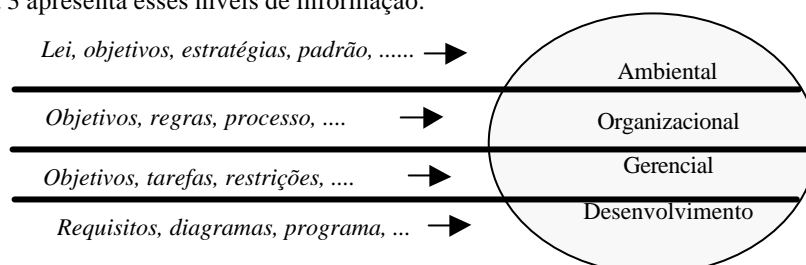 3 apresenta esses níveis de informação.
Lei, objetivos, estratégias, padrão, ......
Ambiental
Objetivos, regras, processo, ....
Organizacional
Gerencial
Objetivos, tarefas, restrições, ....
Desenvolvimento
Requisitos, diagramas, programa, ...